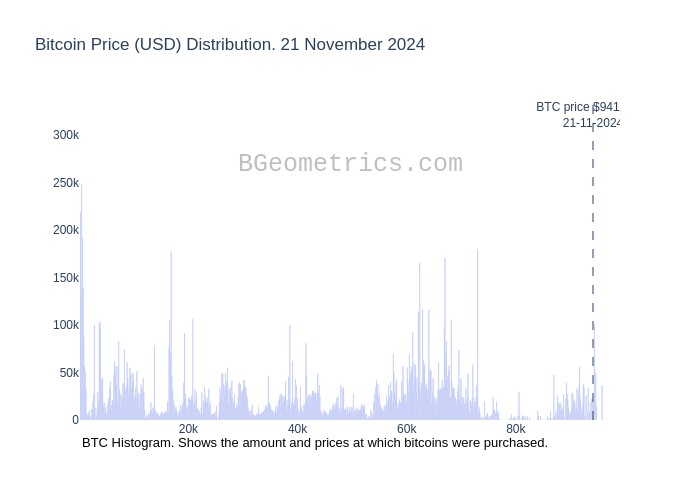 Bitcoin Price (USD) Distribution. 21 November 2024
BTC price $941
21-11-2024
300k
BGeometrics.com
250k
200k
150k
100k
50k
0
20k 40k 60k 80k
BTC Histogram. Shows the amount and prices at which bitcoins were purchased.